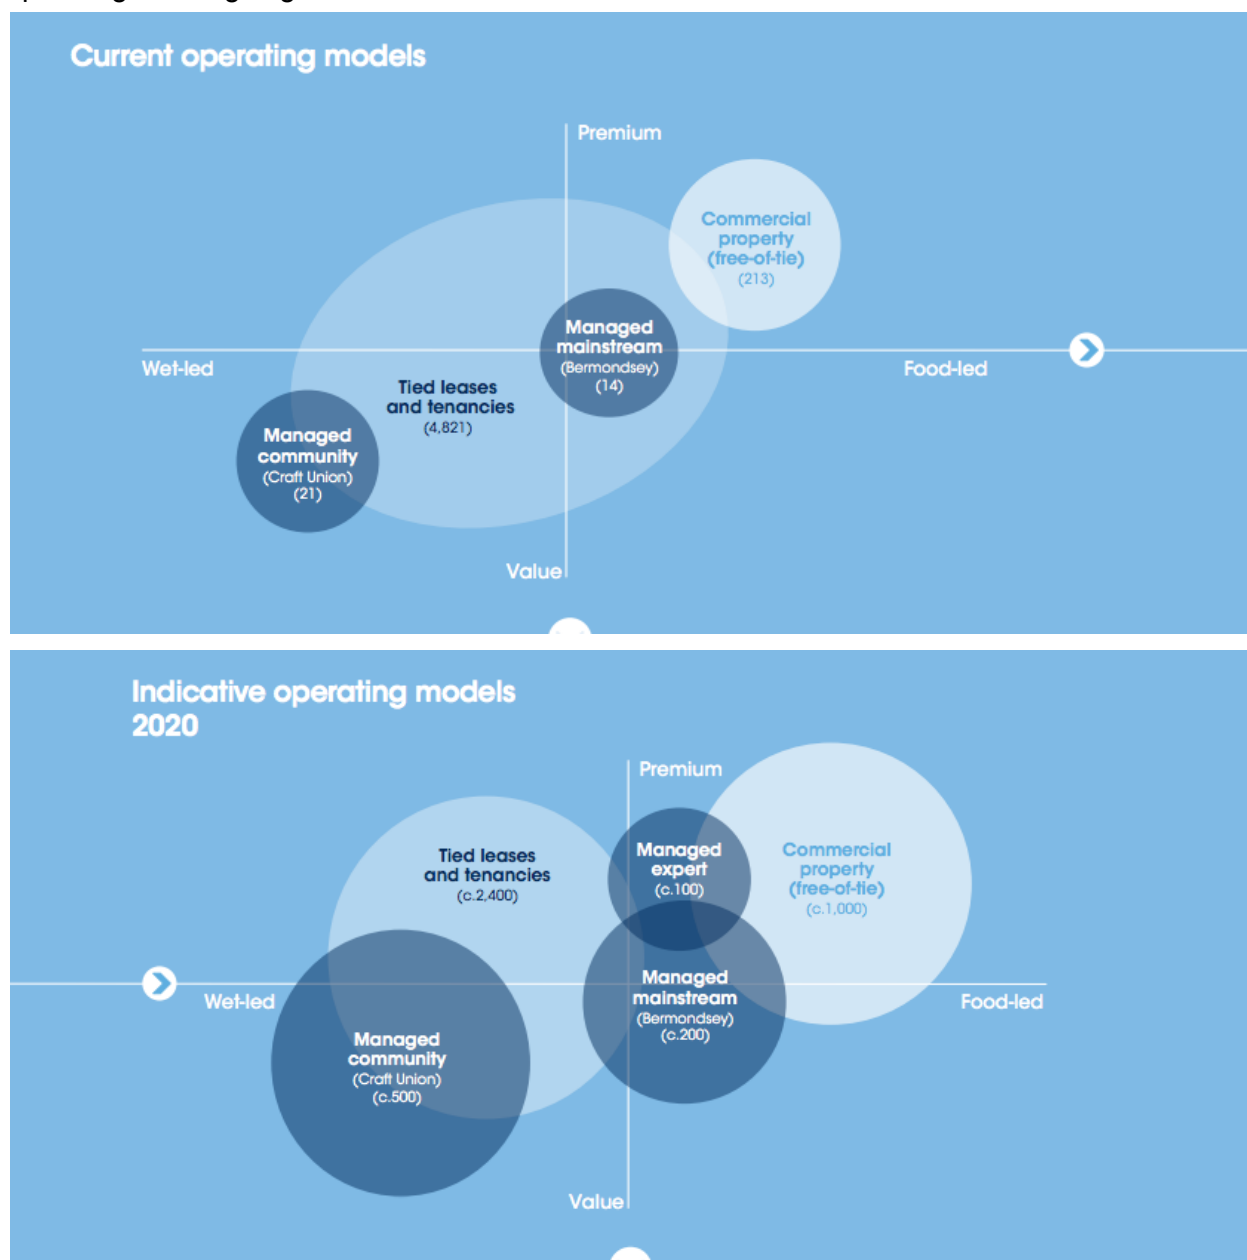 Current operating models
Premium
Commercial
property
(free-of-tie)
(213)
Managed
mainstream
(Bermondsey)
(14)
Wet-led
Food-led
Tied leases
and tenancies
(4,821)
Managed
community
(Craft Union)
(21)
Value
Indicative operating models
2020
Premium
Tied leases
and tenancies
(c.2,400)
Managed
expert
(c.100)
Commercial
property
(free-of-tie)
(c.1,000)
Wet-led
Managed
mainstream
(Bermondsey)
(c.200)
Food-led
Managed
community
(Craft Union)
(c.500)
Value